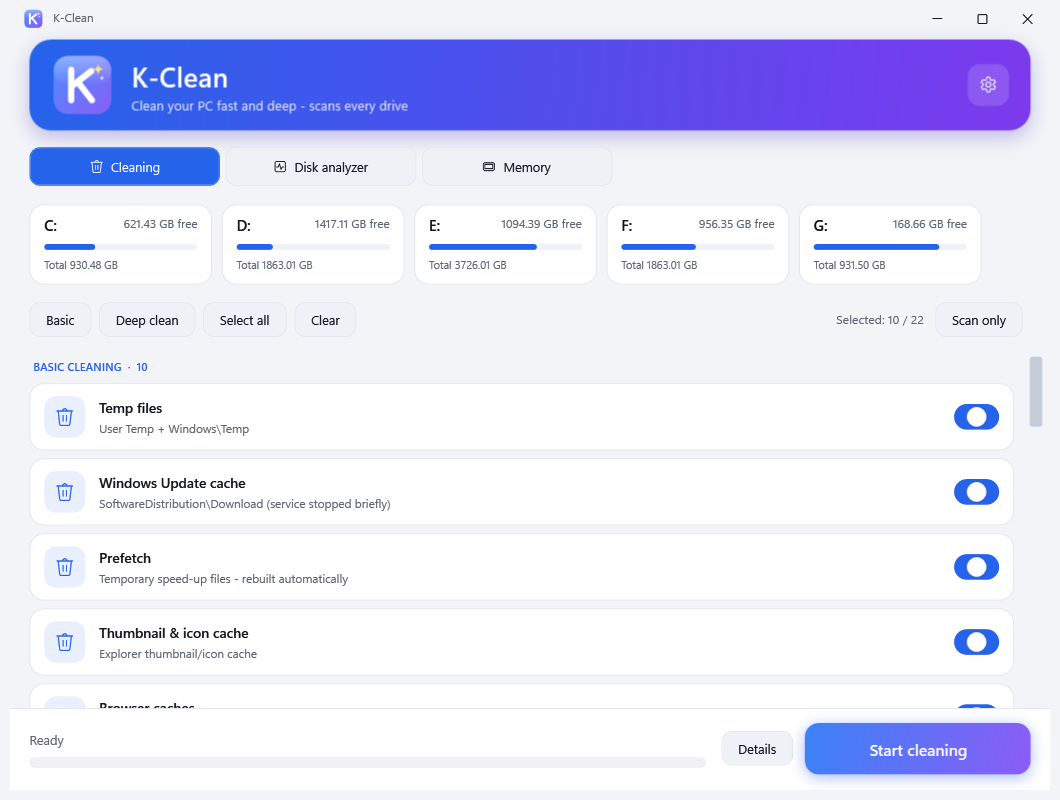 K-Clean
K-Clean
Clean your PC fast and deep - scans every drive
Cleaning
Disk analyzer
Memory
C: 621.43 GB free
Total 930.48 GB
D: 1417.11 GB free
Total 1863.01 GB
E: 1094.39 GB free
Total 3726.01 GB
F: 956.35 GB free
Total 1863.01 GB
G: 168.66 GB free
Total 931.50 GB
Basic
Deep clean
Select all
Clear
Selected: 10 / 22
Scan only
BASIC CLEANING · 10
Temp files
User Temp + Windows\Temp
Windows Update cache
SoftwareDistribution\Download (service stopped briefly)
Prefetch
Temporary speed-up files - rebuilt automatically
Thumbnail & icon cache
Explorer thumbnail/icon cache
Browser caches
Ready
Details
Start cleaning